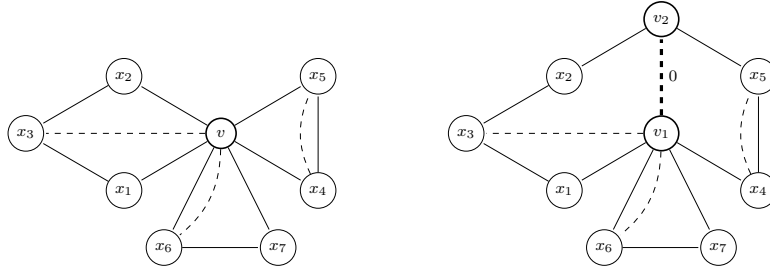 v₂
x₂ x₅ x₂ x₅
0
x₃ v x₃ v₁
x₁ x₄ x₁ x₄
x₆ x₇ x₆ x₇